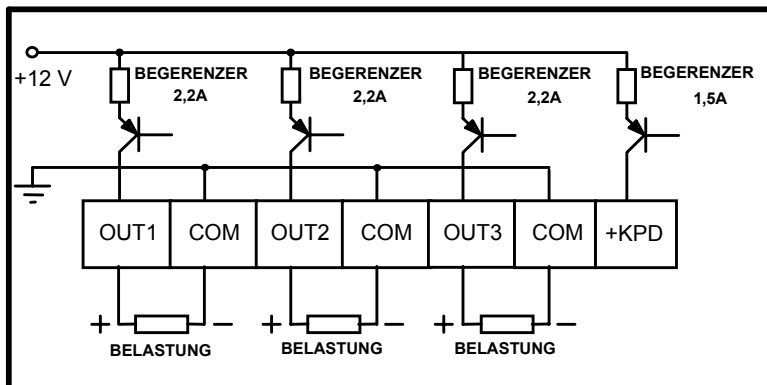 +12 V
BEGERENZER
2,2A
BEGERENZER
2,2A
BEGERENZER
2,2A
BEGERENZER
1,5A
OUT1
COM
OUT2
COM
OUT3
COM
+KPD
+ −
BELASTUNG
+ −
BELASTUNG
+ −
BELASTUNG